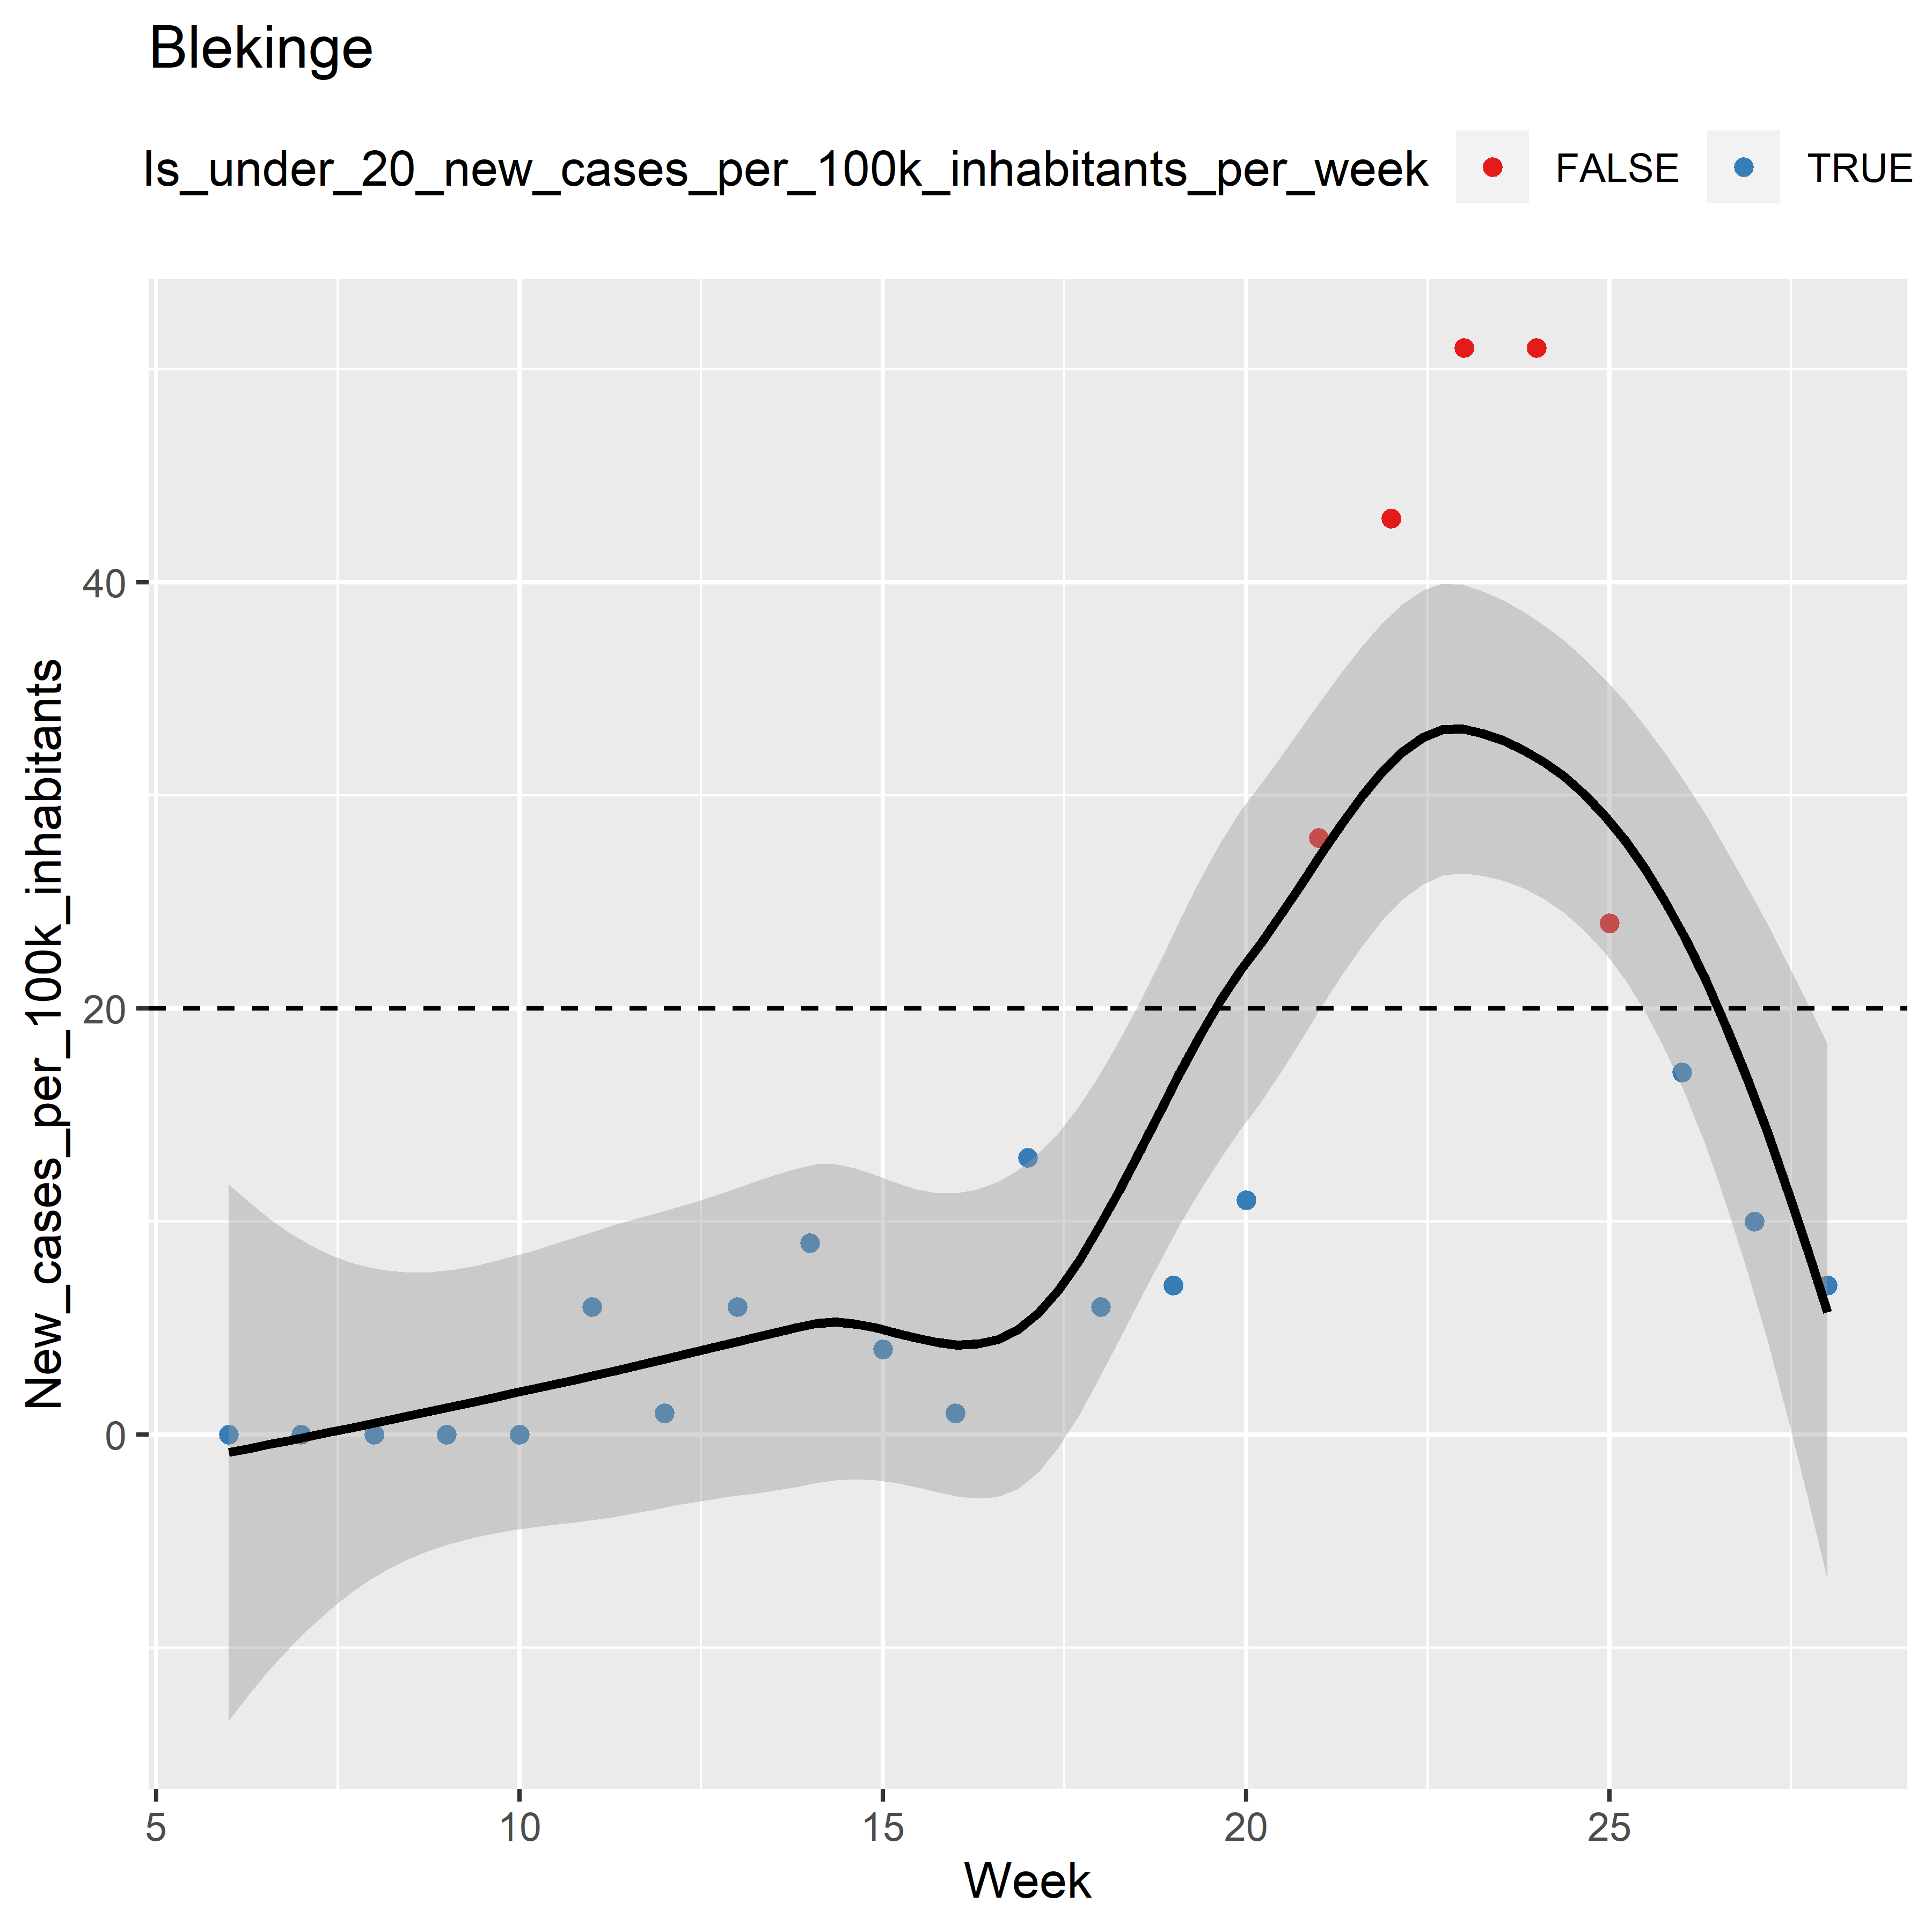 Blekinge
Is_under_20_new_cases_per_100k_inhabitants_per_week FALSE TRUE
New_cases_per_100k_inhabitants
40
20
0
5 10 15 20 25
Week